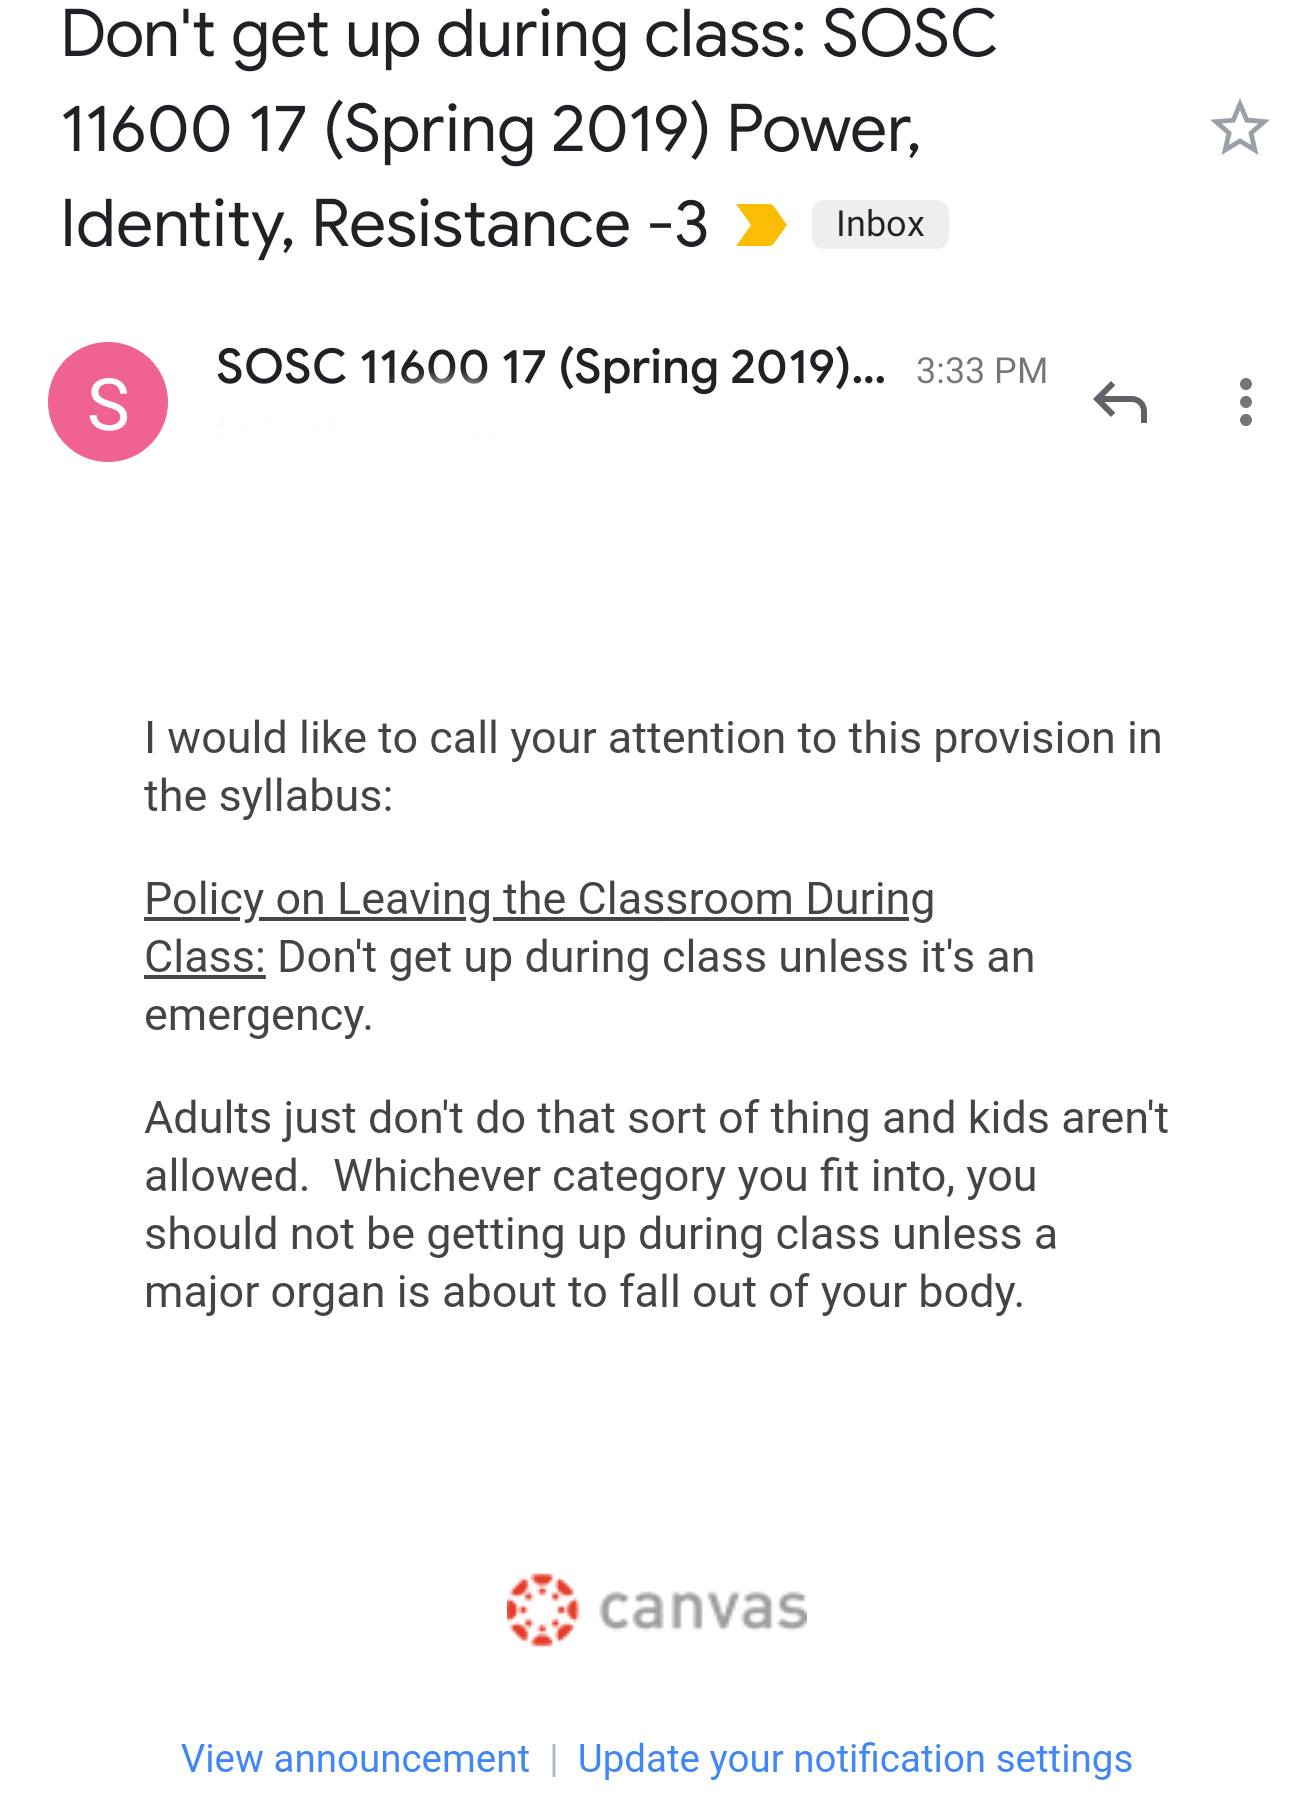 Don't get up during class: SOSC
11600 17 (Spring 2019) Power,
Identity, Resistance -3 Inbox
S
SOSC 11600 17 (Spring 2019)... 3:33 PM
I would like to call your attention to this provision in
the syllabus:
Policy on Leaving the Classroom During
Class: Don't get up during class unless it's an
emergency.
Adults just don't do that sort of thing and kids aren't
allowed.  Whichever category you fit into, you
should not be getting up during class unless a
major organ is about to fall out of your body.
canvas
View announcement | Update your notification settings